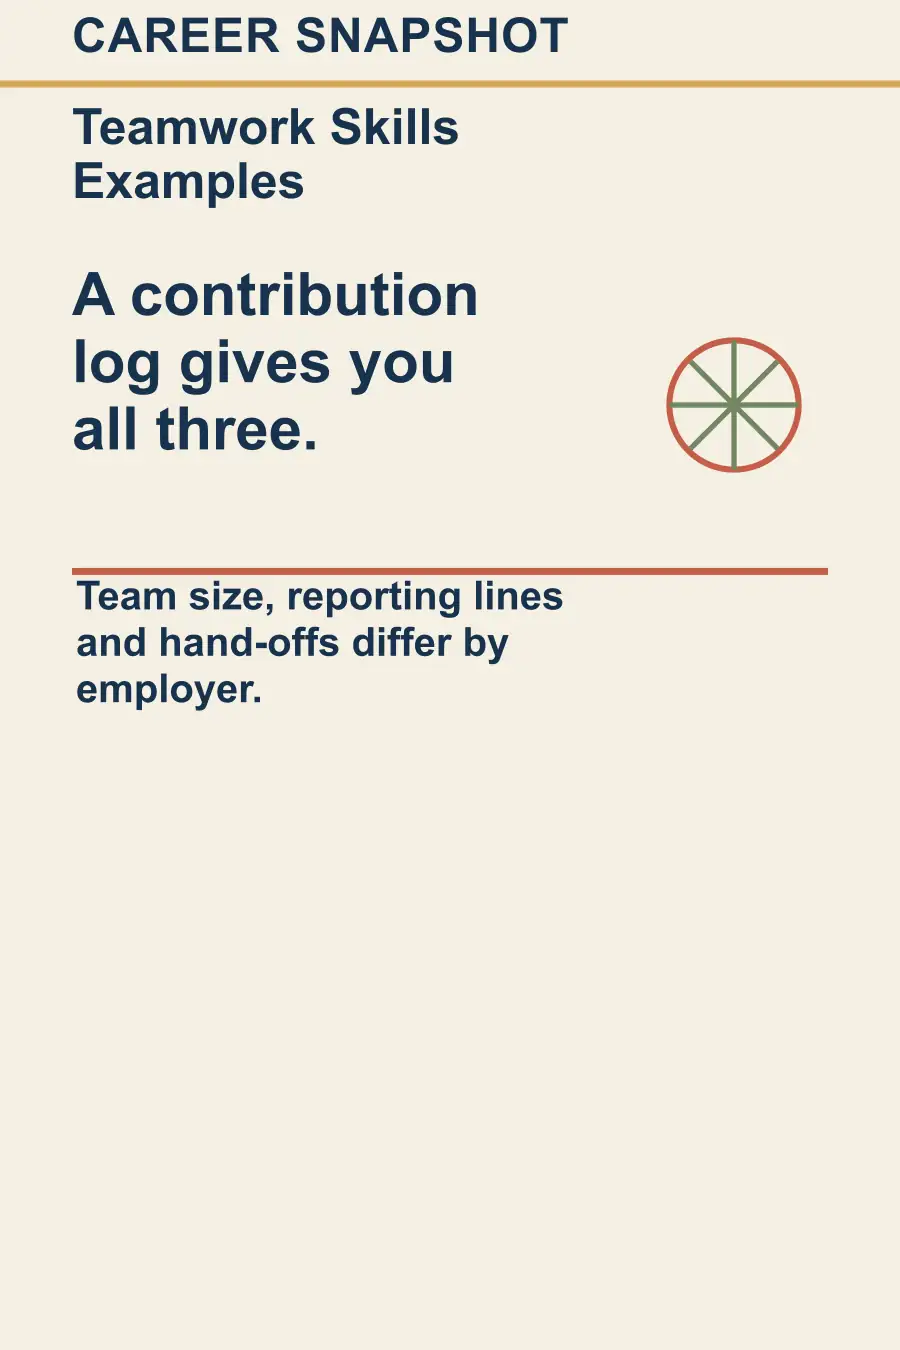 CAREER SNAPSHOT
Teamwork Skills
Examples
A contribution
log gives you
all three.
Team size, reporting lines
and hand-offs differ by
employer.